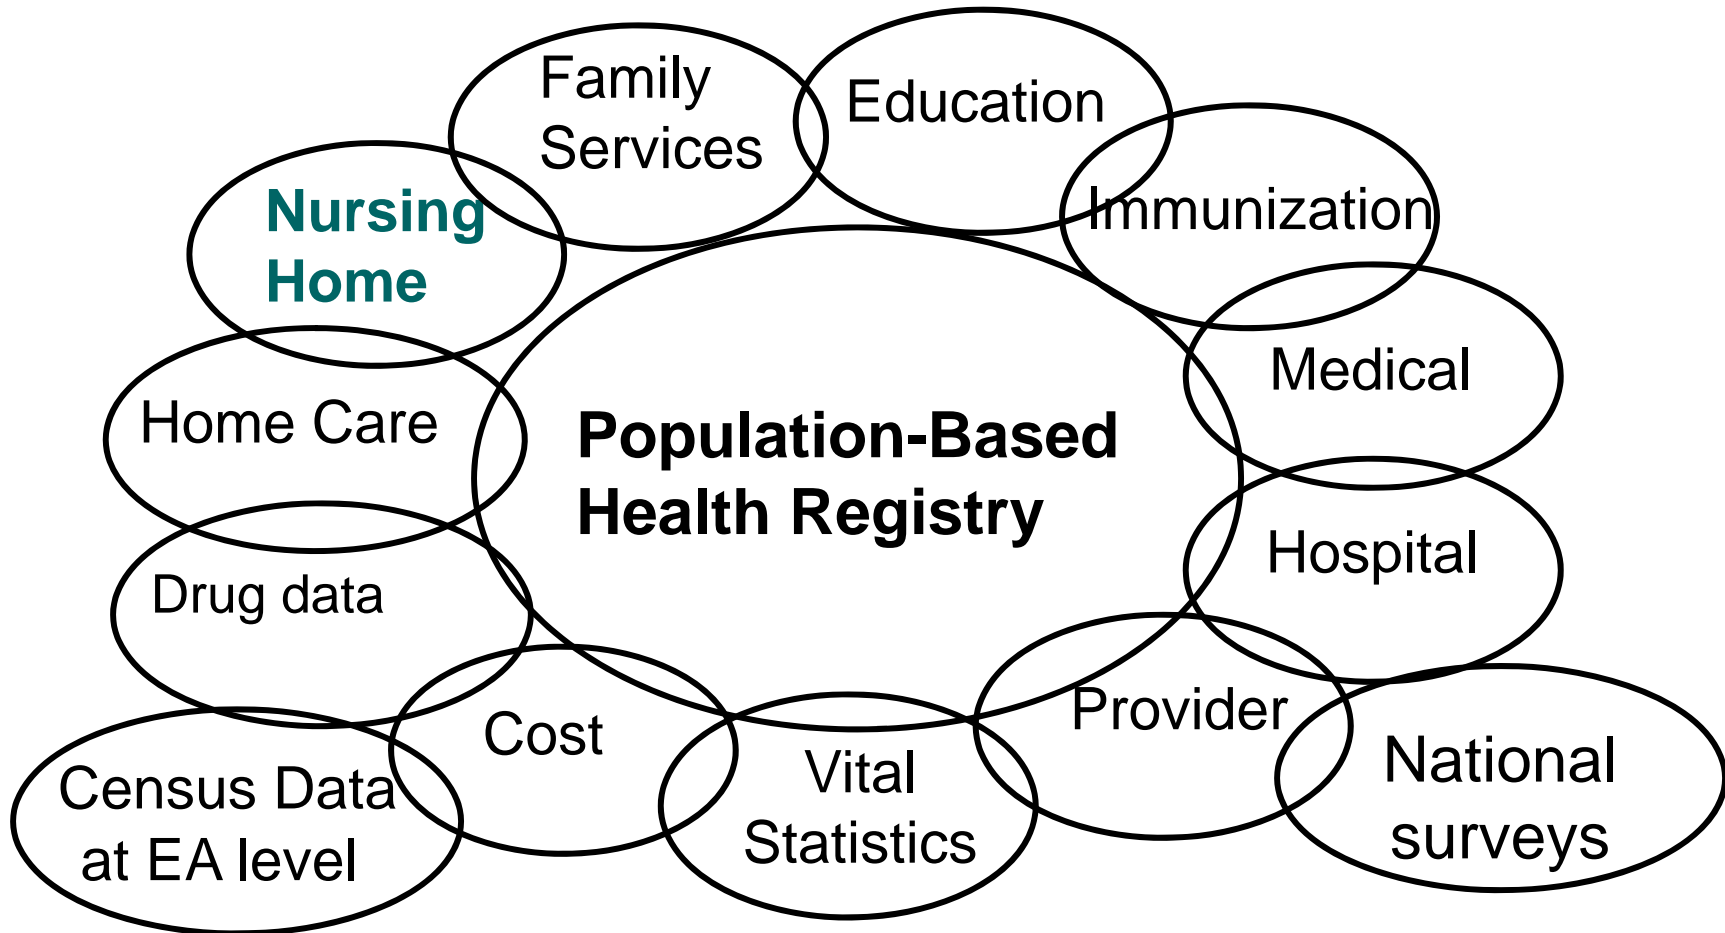 Family
Services
Education
Nursing
Home
Immunization
Medical
Home Care
Population-Based
Health Registry
Hospital
Drug data
Provider
Cost
Vital
Statistics
National
surveys
Census Data
at EA level